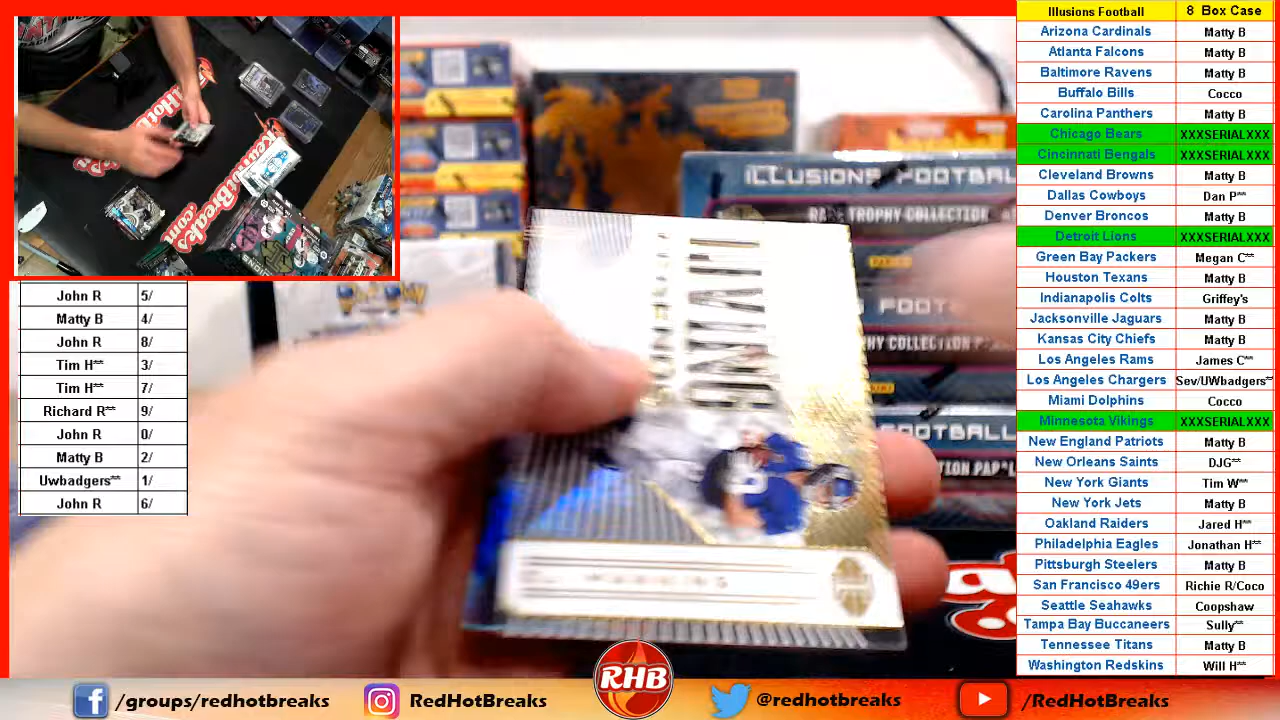 Illusions Football 8 Box Case
Arizona Cardinals Matty B
Atlanta Falcons Matty B
Baltimore Ravens Matty B
Buffalo Bills Cocco
Carolina Panthers Matty B
Chicago Bears XXXSERIALXXX
Cincinnati Bengals XXXSERIALXXX
Cleveland Browns Matty B
Dallas Cowboys Dan P**
Denver Broncos Matty B
Detroit Lions XXXSERIALXXX
Green Bay Packers Megan C**
Houston Texans Matty B
Indianapolis Colts Griffey's
Jacksonville Jaguars Matty B
Kansas City Chiefs Matty B
Los Angeles Rams James C**
Los Angeles Chargers Sev/UWbadgers**
Miami Dolphins Cocco
Minnesota Vikings XXXSERIALXXX
New England Patriots Matty B
New Orleans Saints DJG**
New York Giants Tim W**
New York Jets Matty B
Oakland Raiders Jared H**
Philadelphia Eagles Jonathan H**
Pittsburgh Steelers Matty B
San Francisco 49ers Richie R/Coco
Seattle Seahawks Coopshaw
Tampa Bay Buccaneers Sully**
Tennessee Titans Matty B
Washington Redskins Will H**
John R 5/
Matty B 4/
John R 8/
Tim H** 3/
Tim H** 7/
Richard R** 9/
John R 0/
Matty B 2/
Uwbadgers** 1/
John R 6/
ILLUSIONS FOOTBALL
TROPHY COLLECTION
LIVING
MANNING
RHB
/groups/redhotbreaks
RedHotBreaks
@redhotbreaks
/RedHotBreaks